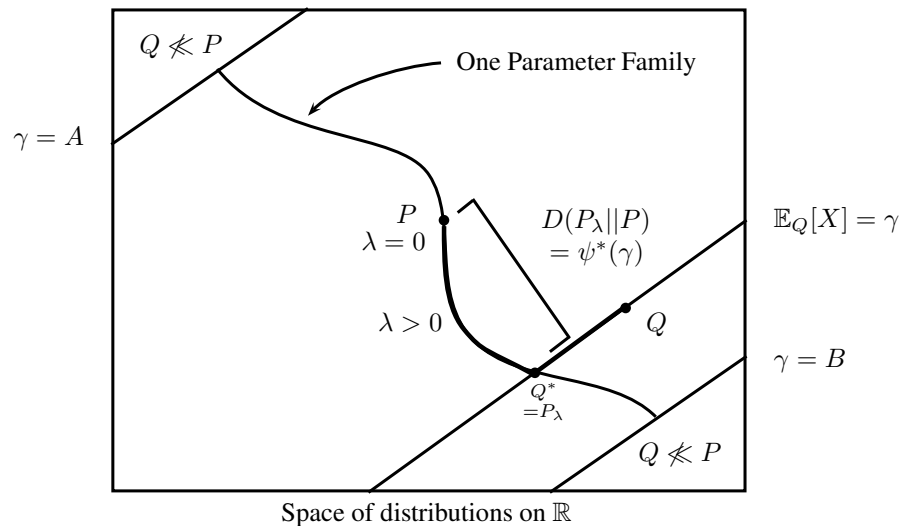 Q ≪̸ P
One Parameter Family
γ = A
P
λ = 0
D(P_λ||P)
= ψ*(γ)
𝔼_Q[X] = γ
λ > 0
Q
γ = B
Q*
=P_λ
Q ≪̸ P
Space of distributions on ℝ